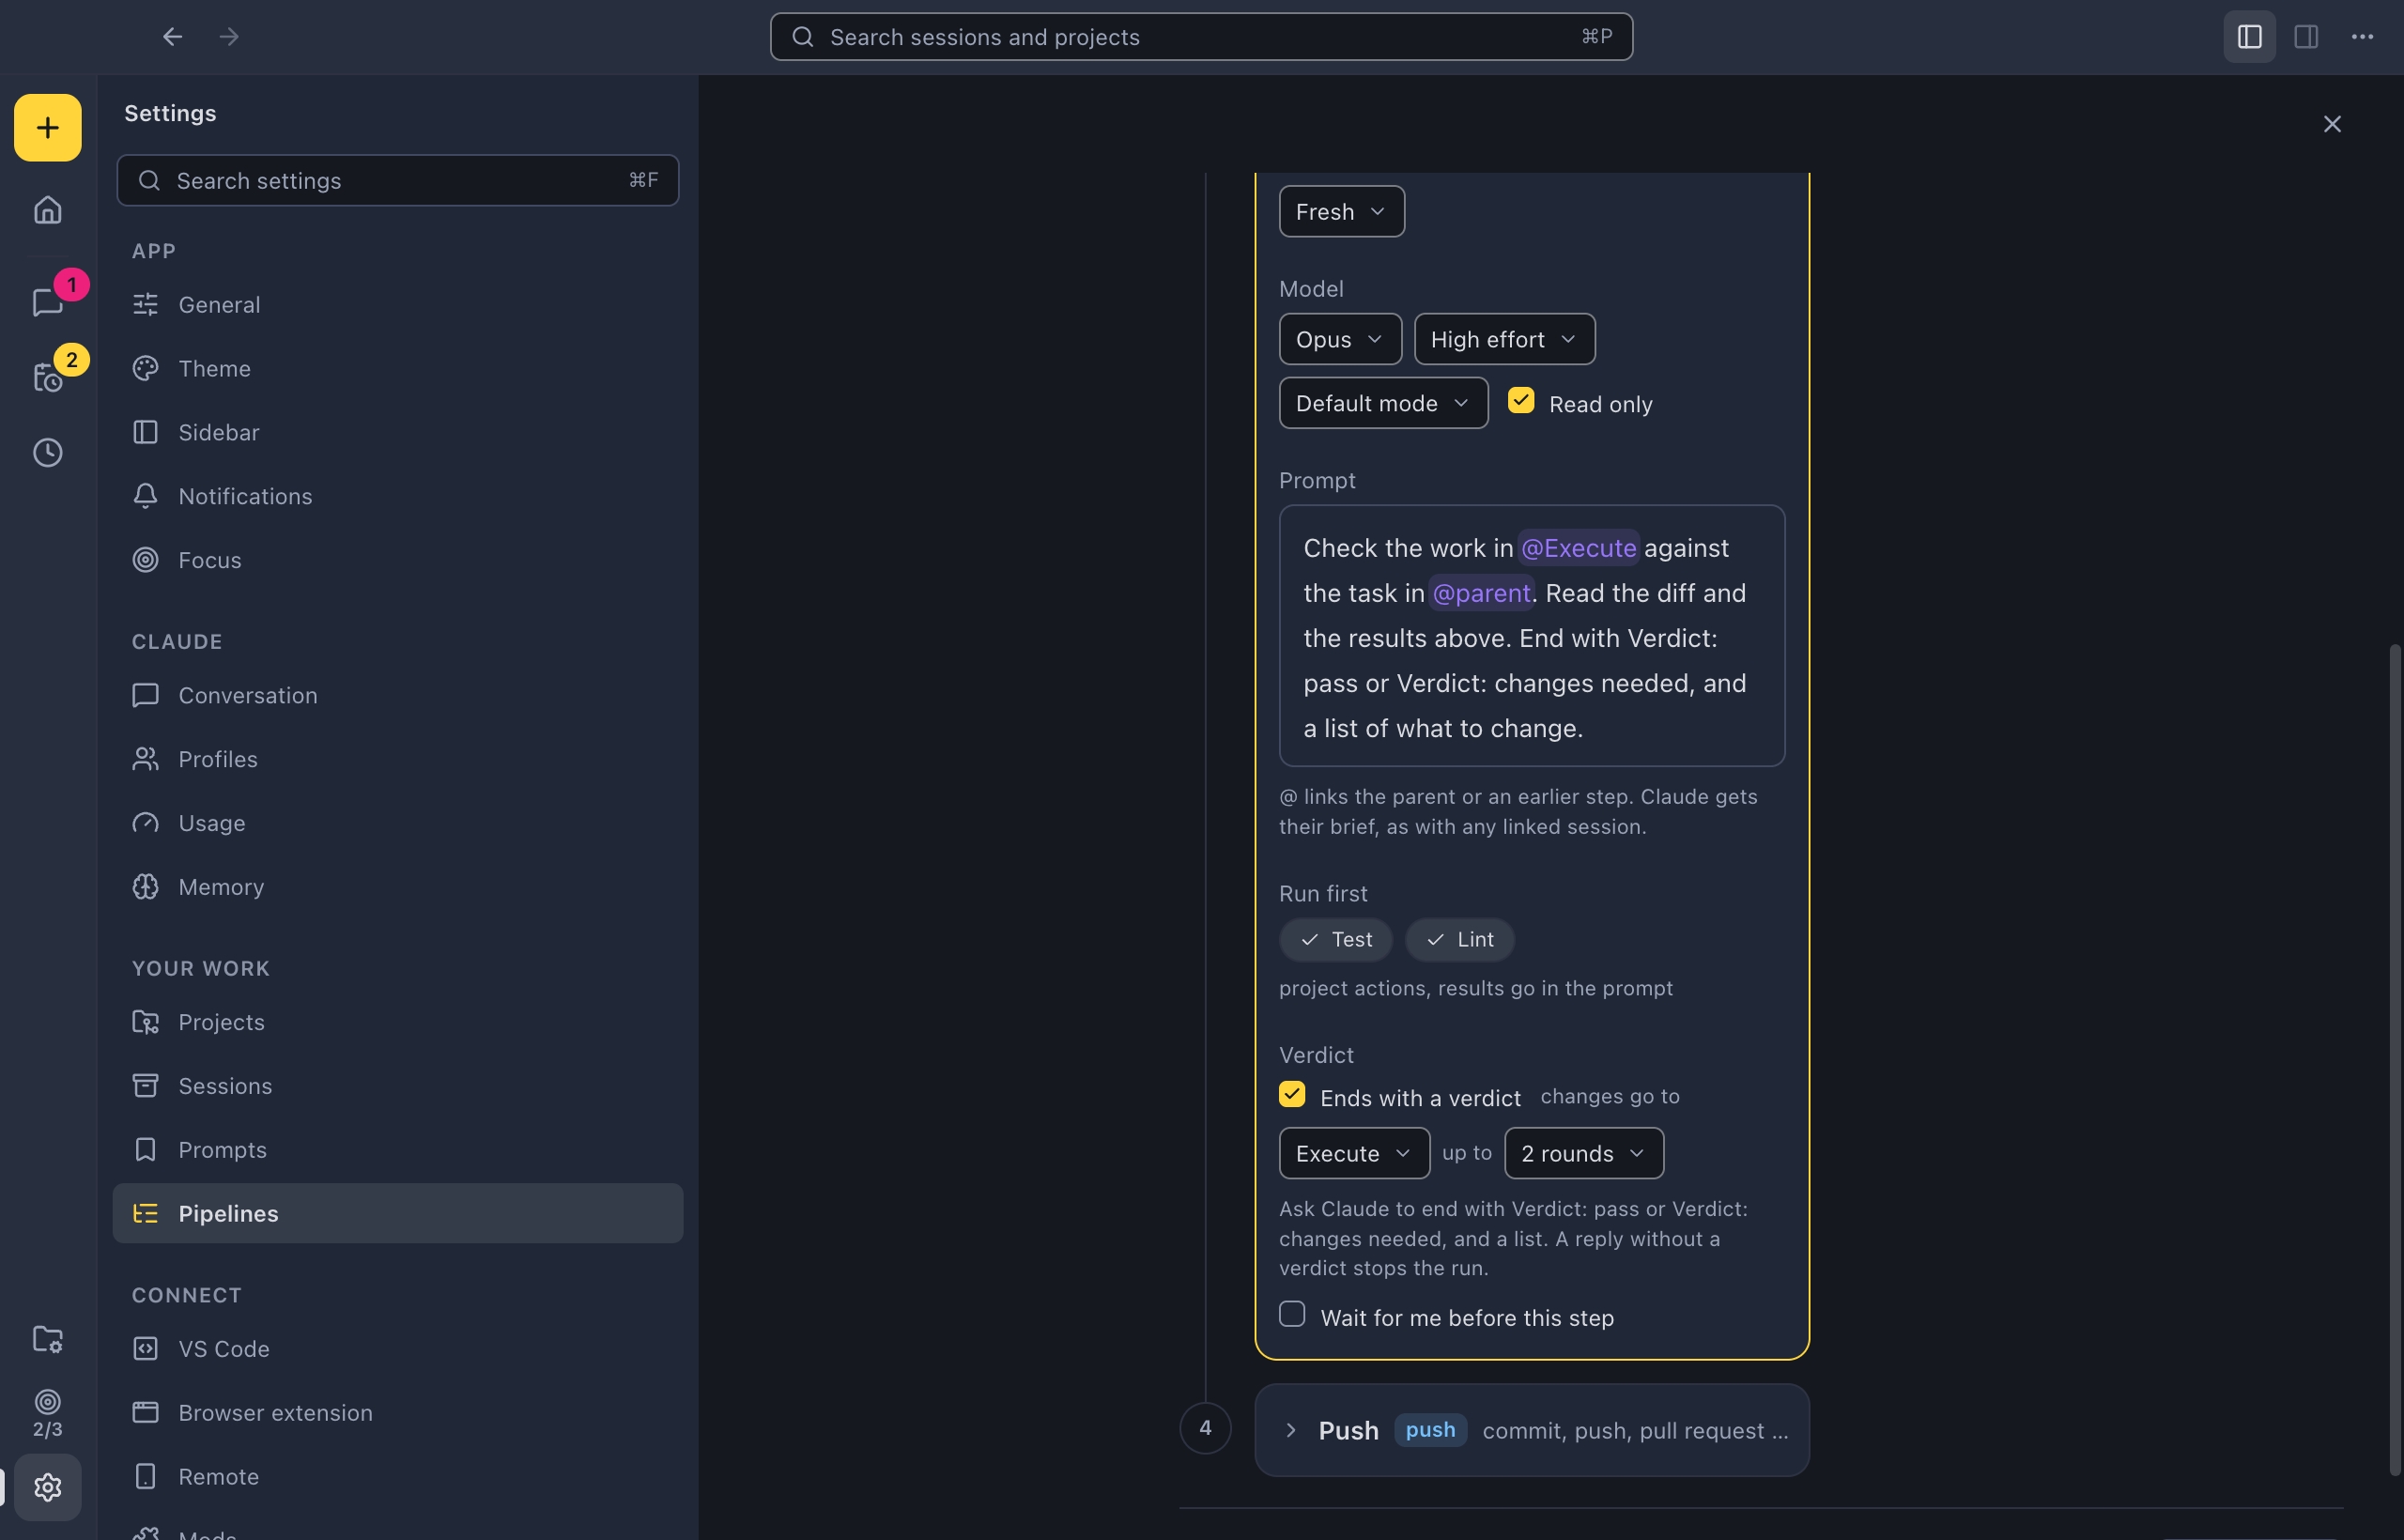 Search sessions and projects ⌘P
Settings
Search settings ⌘F
APP
General
Theme
Sidebar
Notifications
Focus
CLAUDE
Conversation
Profiles
Usage
Memory
YOUR WORK
Projects
Sessions
Prompts
Pipelines
CONNECT
VS Code
Browser extension
Remote
Mods
1
2
2/3
Fresh
Model
Opus High effort
Default mode Read only
Prompt
Check the work in @Execute against
the task in @parent. Read the diff and
the results above. End with Verdict:
pass or Verdict: changes needed, and
a list of what to change.
@ links the parent or an earlier step. Claude gets
their brief, as with any linked session.
Run first
Test Lint
project actions, results go in the prompt
Verdict
Ends with a verdict changes go to
Execute up to 2 rounds
Ask Claude to end with Verdict: pass or Verdict:
changes needed, and a list. A reply without a
verdict stops the run.
Wait for me before this step
4 Push push commit, push, pull request ...